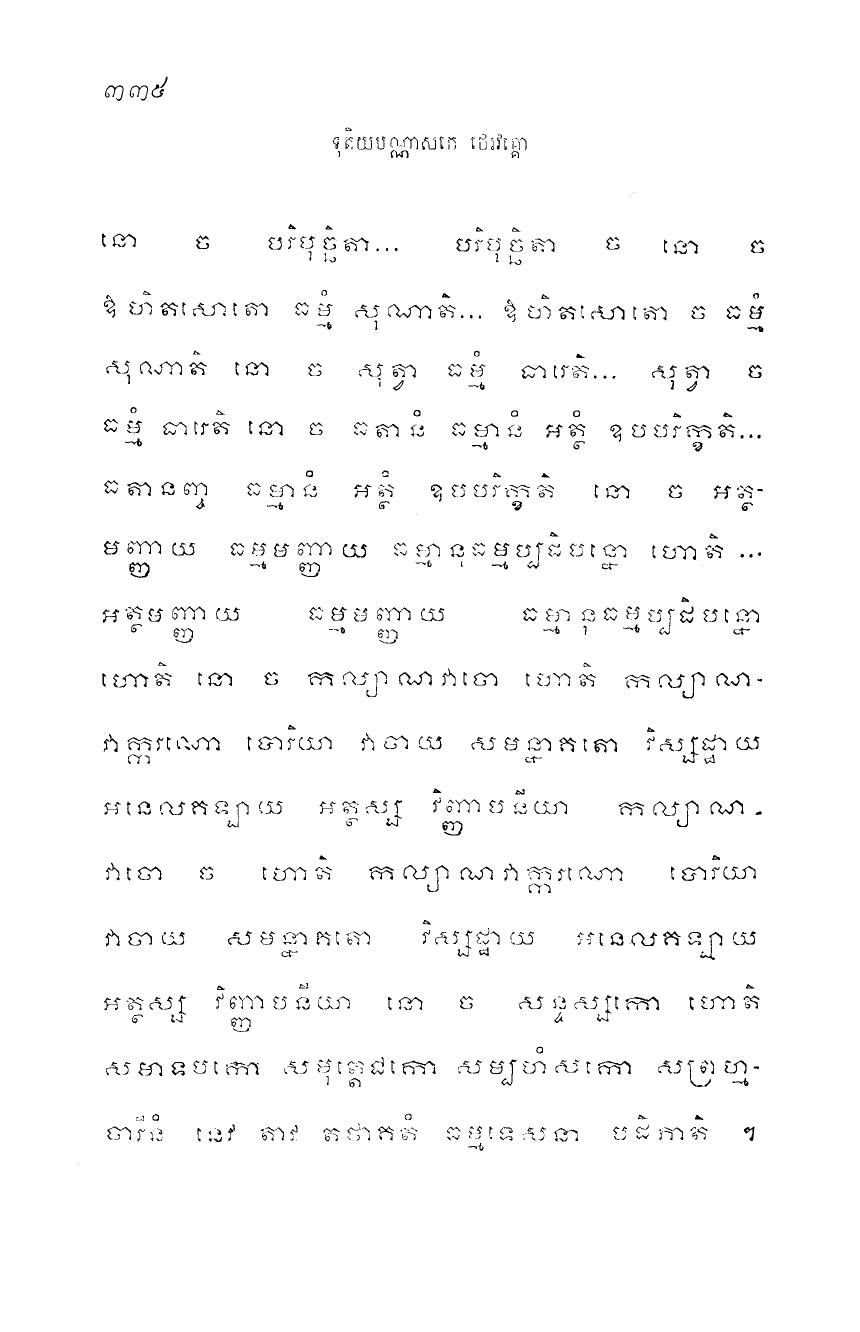 ៣៣៥
ទុតិយបណ្ណាសកេ ថេរវគ្គោ
នោ ច បរិបុច្ឆិតា... បរិបុច្ឆិតា ច នោ ច
ឱហិតសោតោ ធម្មំ សុណាតិ... ឱហិតសោតោ ច ធម្មំ
សុណាតិ នោ ច សុត្វា ធម្មំ ធារេតិ... សុត្វា ច
ធម្មំ ធារេតិ នោ ច ធតានំ ធម្មានំ អត្ថំ ឧបបរិក្ខតិ...
ធតានញ្ច ធម្មានំ អត្ថំ ឧបបរិក្ខតិ នោ ច អត្ថ-
មញ្ញាយ ធម្មមញ្ញាយ ធម្មានុធម្មប្បដិបន្នោ ហោតិ ...
អត្ថមញ្ញាយ ធម្មមញ្ញាយ ធម្មានុធម្មប្បដិបន្នោ
ហោតិ នោ ច កល្យាណវាចោ ហោតិ កល្យាណ-
វាក្ករណោ បោរិយា វាចាយ សមន្នាគតោ វិស្សដ្ឋាយ
អនេលគឡាយ អត្ថស្ស វិញ្ញាបនីយា កល្យាណ-
វាចោ ច ហោតិ កល្យាណវាក្ករណោ បោរិយា
វាចាយ សមន្នាគតោ វិស្សដ្ឋាយ អនេលគឡាយ
អត្ថស្ស វិញ្ញាបនីយា នោ ច សន្ទស្សកោ ហោតិ
សមាទបកោ សមុត្តេជកោ សម្បហំសកោ សព្រហ្ម-
ចារីនំ នេវ តាវ តថាគតំ ធម្មទេសនា បដិភាតិ ។